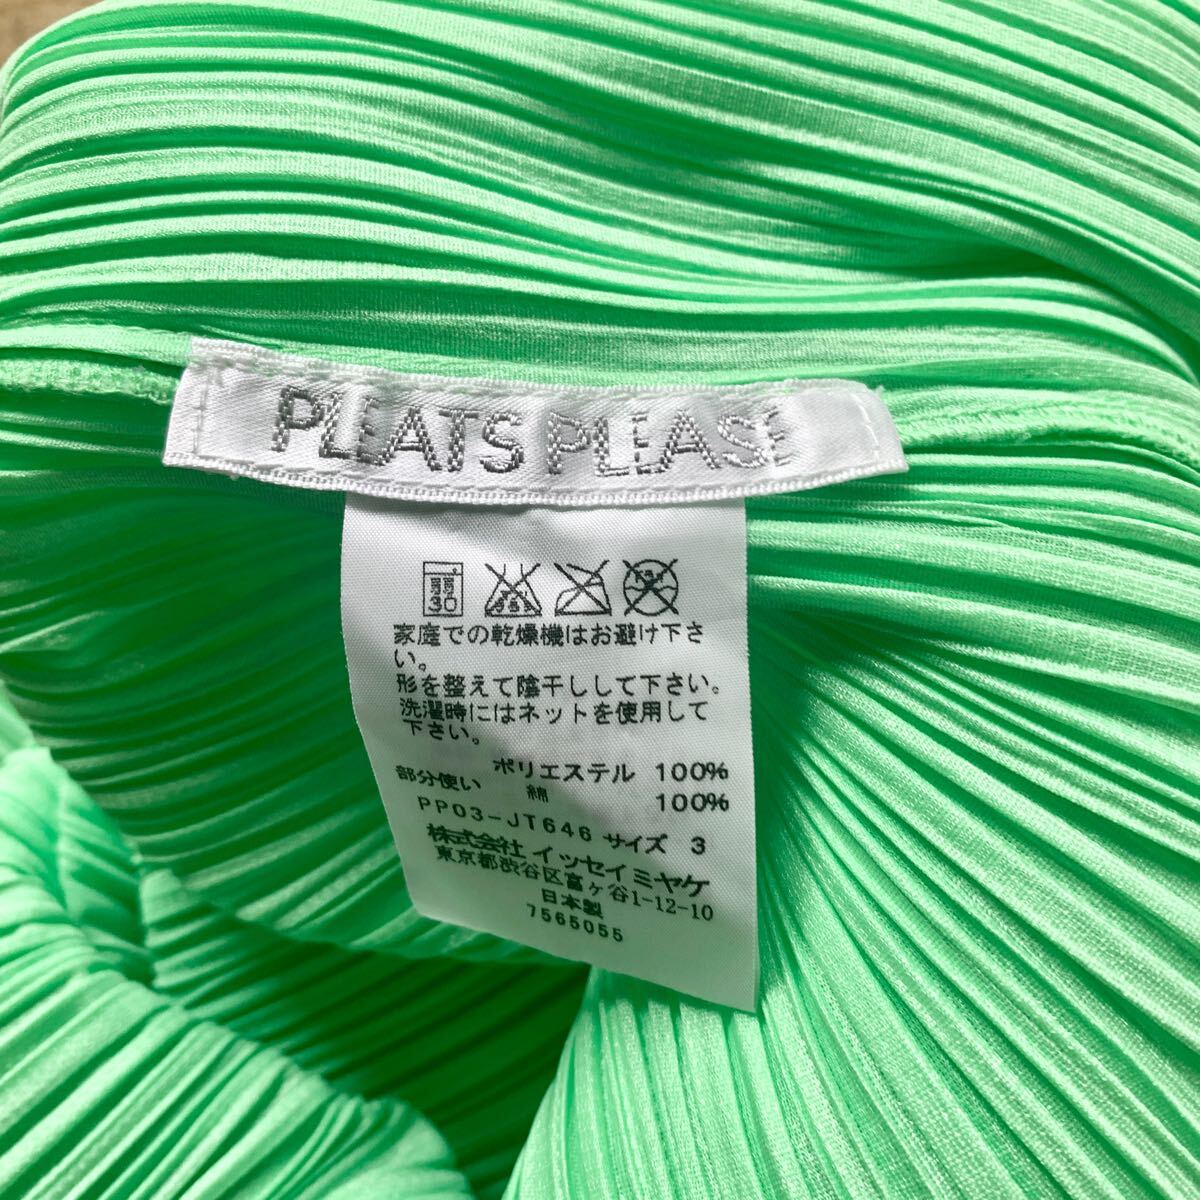 PLEATS PLEASE
弱
30
家庭での乾燥機はお避け下さ
い。
形を整えて陰干しして下さい。
洗濯時にはネットを使用して
下さい。
ポリエステル 100%
部分使い 綿 100%
PP03-JT646 サイズ 3
株式会社 イッセイミヤケ
東京都渋谷区富ヶ谷1-12-10
日本製
7565055